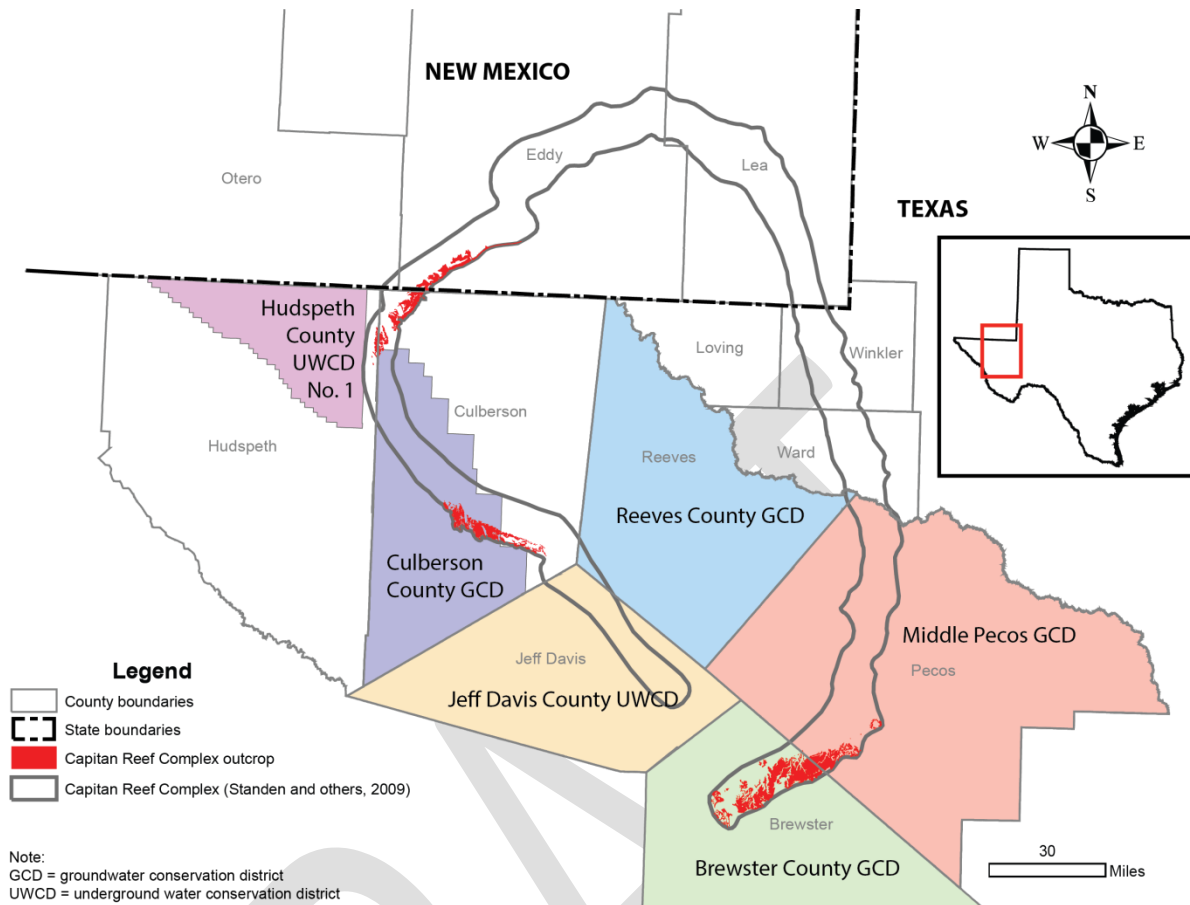 NEW MEXICO
Eddy
Lea
Otero
N
W
E
S
TEXAS
Hudspeth
County
UWCD
No. 1
Loving
Winkler
Culberson
Hudspeth
Reeves
Ward
Reeves County GCD
Culberson
County GCD
Middle Pecos GCD
Pecos
Jeff Davis
Jeff Davis County UWCD
Brewster
Brewster County GCD
Legend
County boundaries
State boundaries
Capitan Reef Complex outcrop
Capitan Reef Complex (Standen and others, 2009)
Note:
GCD = groundwater conservation district
UWCD = underground water conservation district
30
Miles